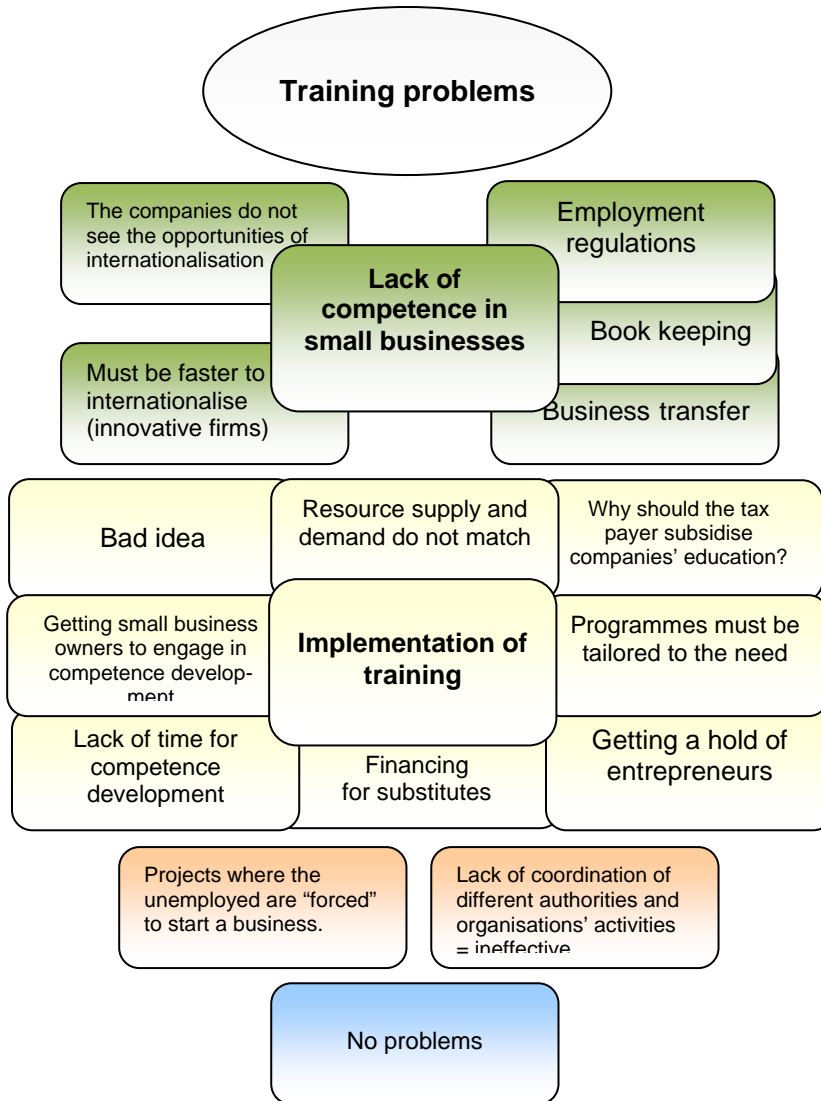 Training problems
The companies do not
see the opportunities of
internationalisation
Employment
regulations
Lack of
competence in
small businesses
Book keeping
Must be faster to
internationalise
(innovative firms)
Business transfer
Bad idea
Resource supply and
demand do not match
Why should the tax
payer subsidise
companies’ education?
Getting small business
owners to engage in
competence develop-
ment
Implementation of
training
Programmes must be
tailored to the need
Lack of time for
competence
development
Financing
for substitutes
Getting a hold of
entrepreneurs
Projects where the
unemployed are “forced”
to start a business.
Lack of coordination of
different authorities and
organisations’ activities
= ineffective
No problems